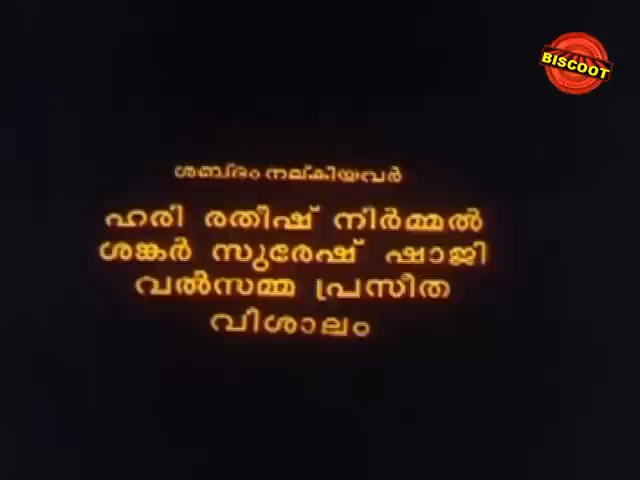 BISCOOT
ശബ്ദം നല്കിയവർ
ഹരി രതീഷ് നിർമ്മൽ
ശങ്കർ സുരേഷ് ഷാജി
വൽസമ്മ പ്രസീത
വിശാലം